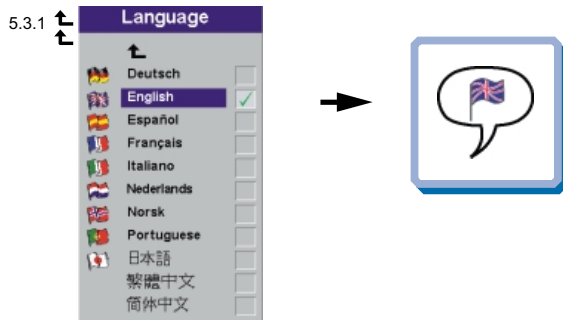 5.3.1
Language
Deutsch
English
Español
Français
Italiano
Nederlands
Norsk
Portuguese
日本語
繁體中文
简体中文